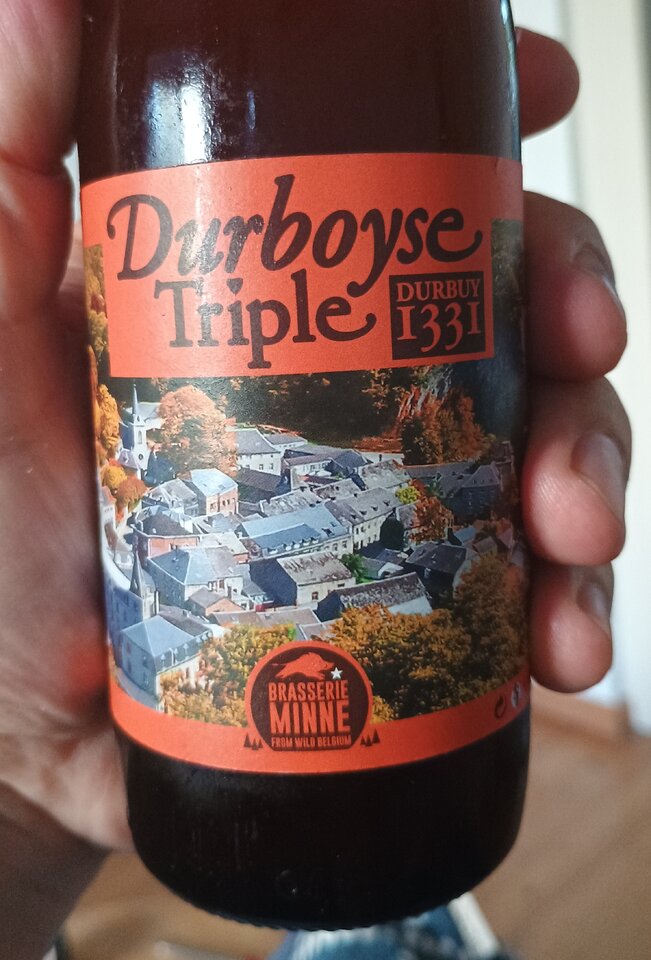 Durboyse
Triple
DURBUY
1331
BRASSERIE
MINNE
FROM WILD BELGIUM